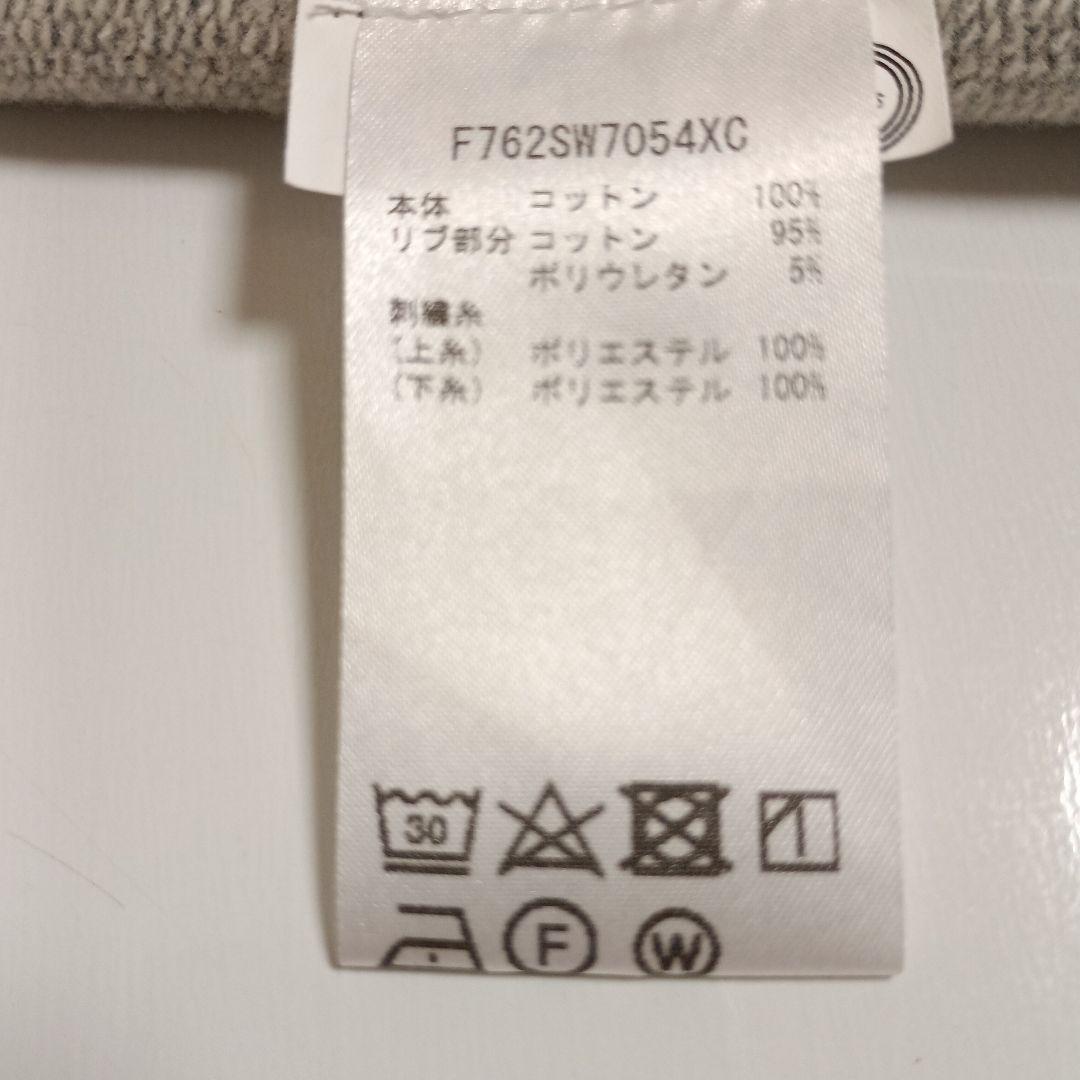 F762SW7054XC
本体 コットン 100%
リブ部分 コットン 95%
ポリウレタン 5%
刺繍糸
(上糸) ポリエステル 100%
(下糸) ポリエステル 100%
30
F W